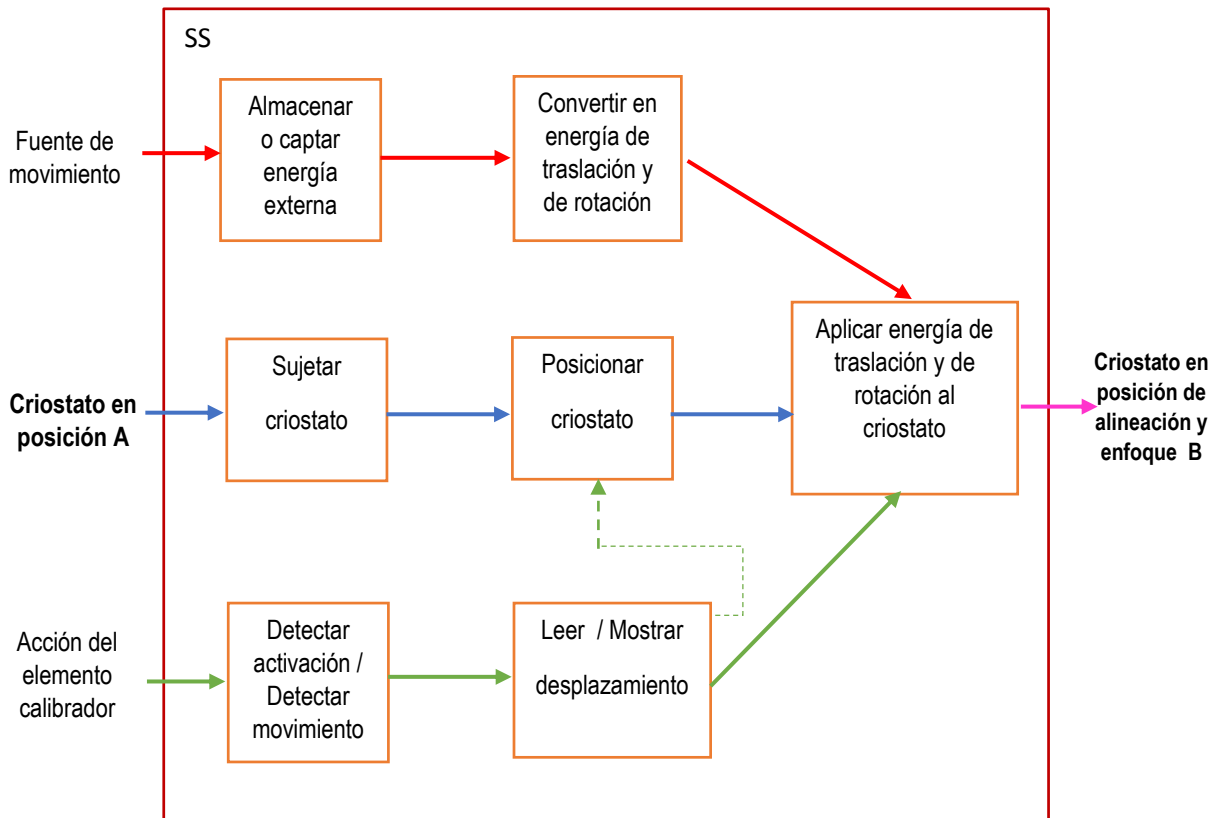 SS
Fuente de
movimiento
Almacenar
o captar
energía
externa
Convertir en
energía de
traslación y
de rotación
Criostato en
posición A
Sujetar
criostato
Posicionar
criostato
Aplicar energía de
traslación y de
rotación al
criostato
Criostato en
posición de
alineación y
enfoque B
Acción del
elemento
calibrador
Detectar
activación /
Detectar
movimiento
Leer / Mostrar
desplazamiento